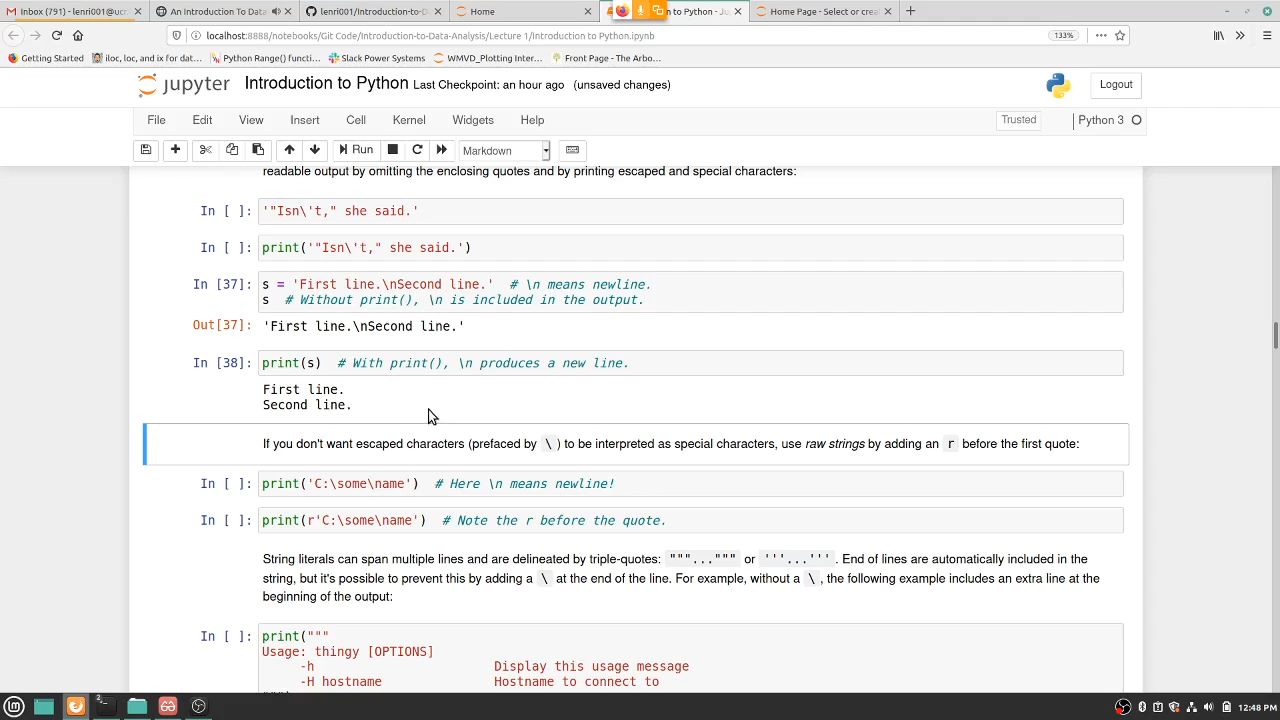 Inbox (791) - lenri001@ucr
An Introduction To Data
lenri001/Introduction-to-D
Home
n to Python - Ju
Home Page - Select or crea
localhost:8888/notebooks/Git Code/Introduction-to-Data-Analysis/Lecture 1/Introduction to Python.ipynb
133%
Getting Started
iloc, loc, and ix for dat...
Python Range() functi...
Slack Power Systems
WMVD_Plotting Inter...
Front Page - The Arbo...
jupyter Introduction to Python Last Checkpoint: an hour ago (unsaved changes)
Logout
File Edit View Insert Cell Kernel Widgets Help
Trusted
Python 3
Run
Markdown
readable output by omitting the enclosing quotes and by printing escaped and special characters:
In [ ]: '"Isn\'t," she said.'
In [ ]: print('"Isn\'t," she said.')
In [37]: s = 'First line.\nSecond line.'  # \n means newline.
s  # Without print(), \n is included in the output.
Out[37]: 'First line.\nSecond line.'
In [38]: print(s)  # With print(), \n produces a new line.
First line.
Second line.
If you don't want escaped characters (prefaced by \ ) to be interpreted as special characters, use raw strings by adding an r before the first quote:
In [ ]: print('C:\some\name')  # Here \n means newline!
In [ ]: print(r'C:\some\name')  # Note the r before the quote.
String literals can span multiple lines and are delineated by triple-quotes: """...""" or '''...'''. End of lines are automatically included in the
string, but it's possible to prevent this by adding a \ at the end of the line. For example, without a \, the following example includes an extra line at the
beginning of the output:
In [ ]: print("""
Usage: thingy [OPTIONS]
-h                        Display this usage message
-H hostname               Hostname to connect to
12:48 PM